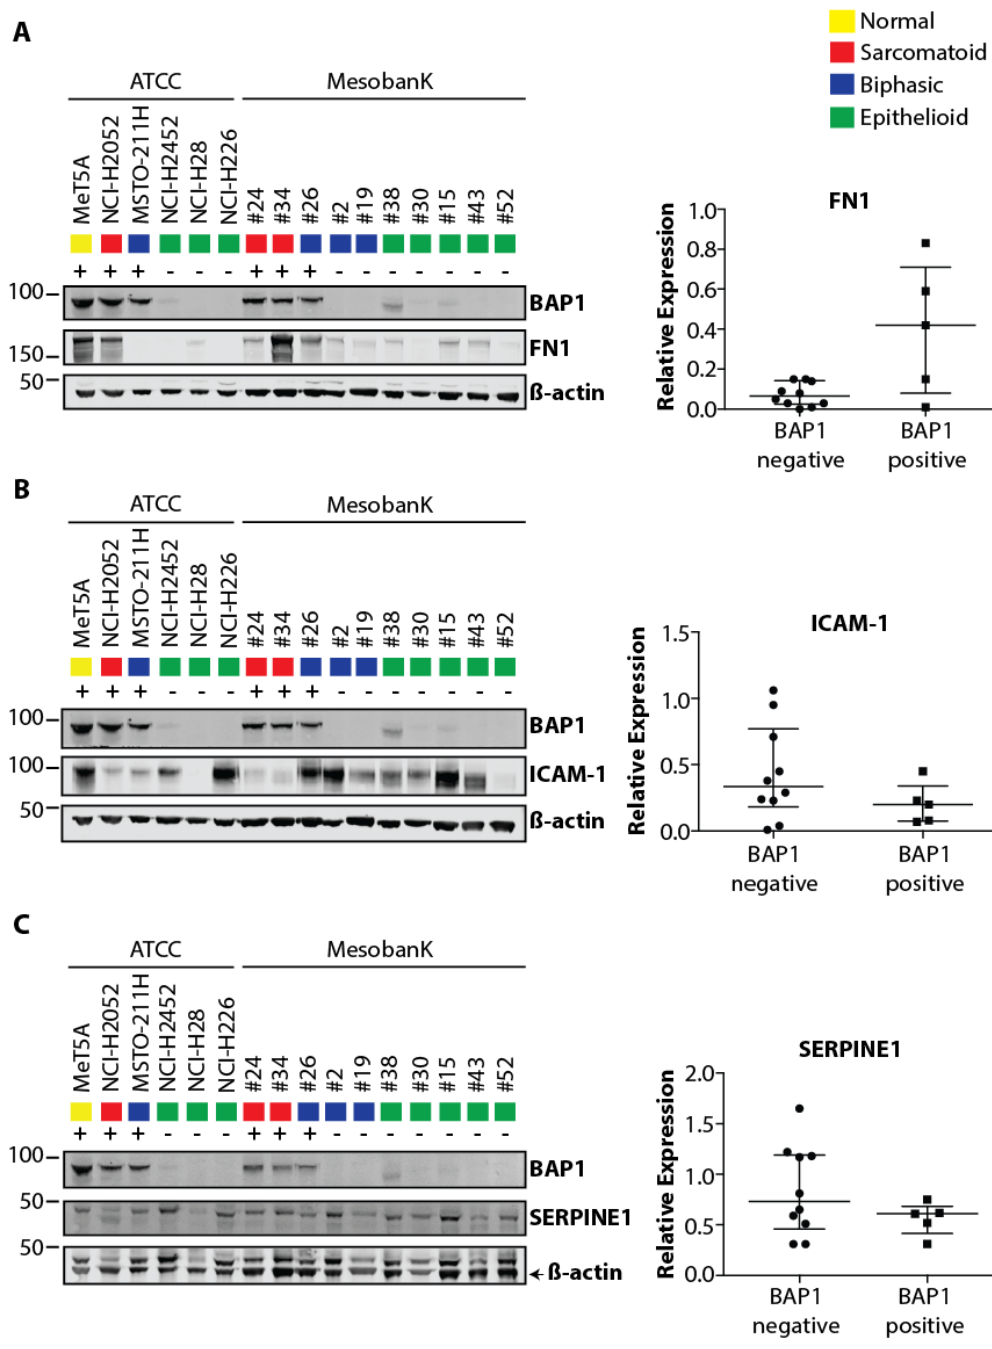 A
Normal
Sarcomatoid
Biphasic
Epithelioid
ATCC MesobanK
MeT5A NCI-H2052 MSTO-211H NCI-H2452 NCI-H28 NCI-H226 #24 #34 #26 #2 #19 #38 #30 #15 #43 #52
+ + + - - - + + + - - - - - - -
100 BAP1
150 FN1
50 ß-actin
FN1
Relative Expression
1.0
0.6
0.4
0.2
0.0
BAP1 negative
BAP1 positive
B
ATCC MesobanK
MeT5A NCI-H2052 MSTO-211H NCI-H2452 NCI-H28 NCI-H226 #24 #34 #26 #2 #19 #38 #30 #15 #43 #52
+ + + - - - + + + - - - - - - -
100 BAP1
100 ICAM-1
50 ß-actin
ICAM-1
Relative Expression
1.5
1.0
0.5
0.0
BAP1 negative
BAP1 positive
C
ATCC MesobanK
MeT5A NCI-H2052 MSTO-211H NCI-H2452 NCI-H28 NCI-H226 #24 #34 #26 #2 #19 #38 #30 #15 #43 #52
+ + + - - - + + + - - - - - - -
100 BAP1
50 SERPINE1
50 ß-actin
SERPINE1
Relative Expression
2.0
1.5
1.0
0.5
0.0
BAP1 negative
BAP1 positive